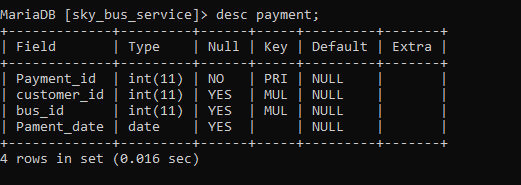 MariaDB [sky_bus_service]> desc payment;
+-------------+---------+------+-----+---------+-------+
| Field       | Type    | Null | Key | Default | Extra |
+-------------+---------+------+-----+---------+-------+
| Payment_id  | int(11) | NO   | PRI | NULL    |       |
| customer_id | int(11) | YES  | MUL | NULL    |       |
| bus_id      | int(11) | YES  | MUL | NULL    |       |
| Pament_date | date    | YES  |     | NULL    |       |
+-------------+---------+------+-----+---------+-------+
4 rows in set (0.016 sec)